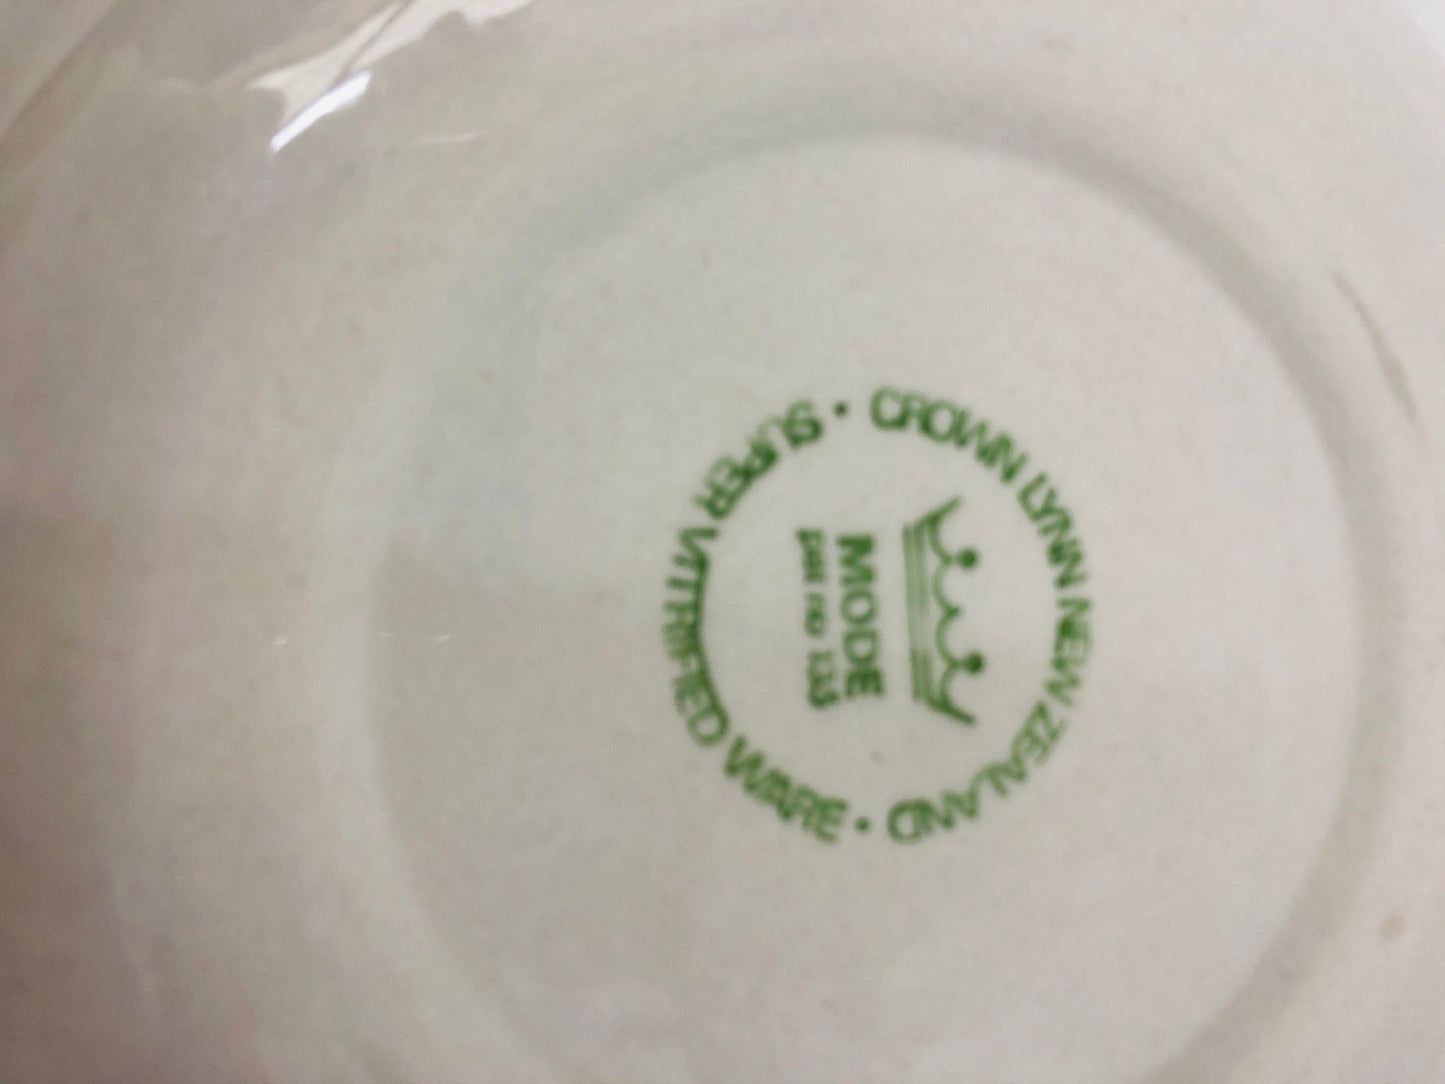 CROWN LYNN NEW ZEALAND
• SUPER VITRIFIED WARE •
MODE